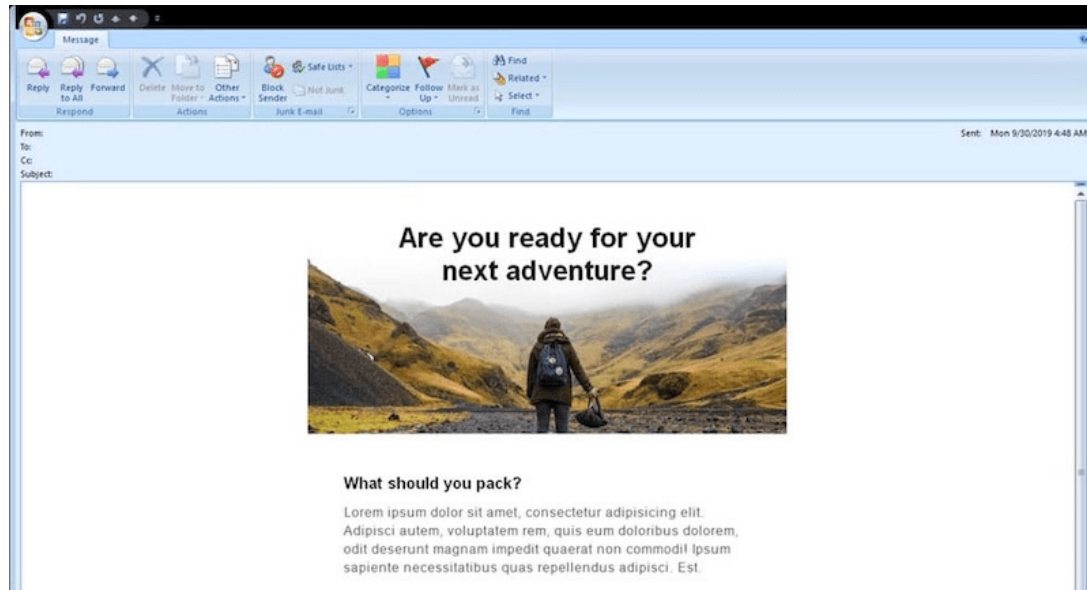 Message
Reply
Reply to All
Forward
Respond
Delete
Move to Folder
Other Actions
Actions
Block Sender
Safe Lists
Not Junk
Junk E-mail
Categorize
Follow Up
Mark as Unread
Options
Find
Related
Select
Find
From:
Sent: Mon 9/30/2019 4:48 AM
To:
Cc:
Subject:
Are you ready for your
next adventure?
What should you pack?
Lorem ipsum dolor sit amet, consectetur adipisicing elit.
Adipisci autem, voluptatem rem, quis eum doloribus dolorem,
odit deserunt magnam impedit quaerat non commodi! Ipsum
sapiente necessitatibus quas repellendus adipisci. Est.